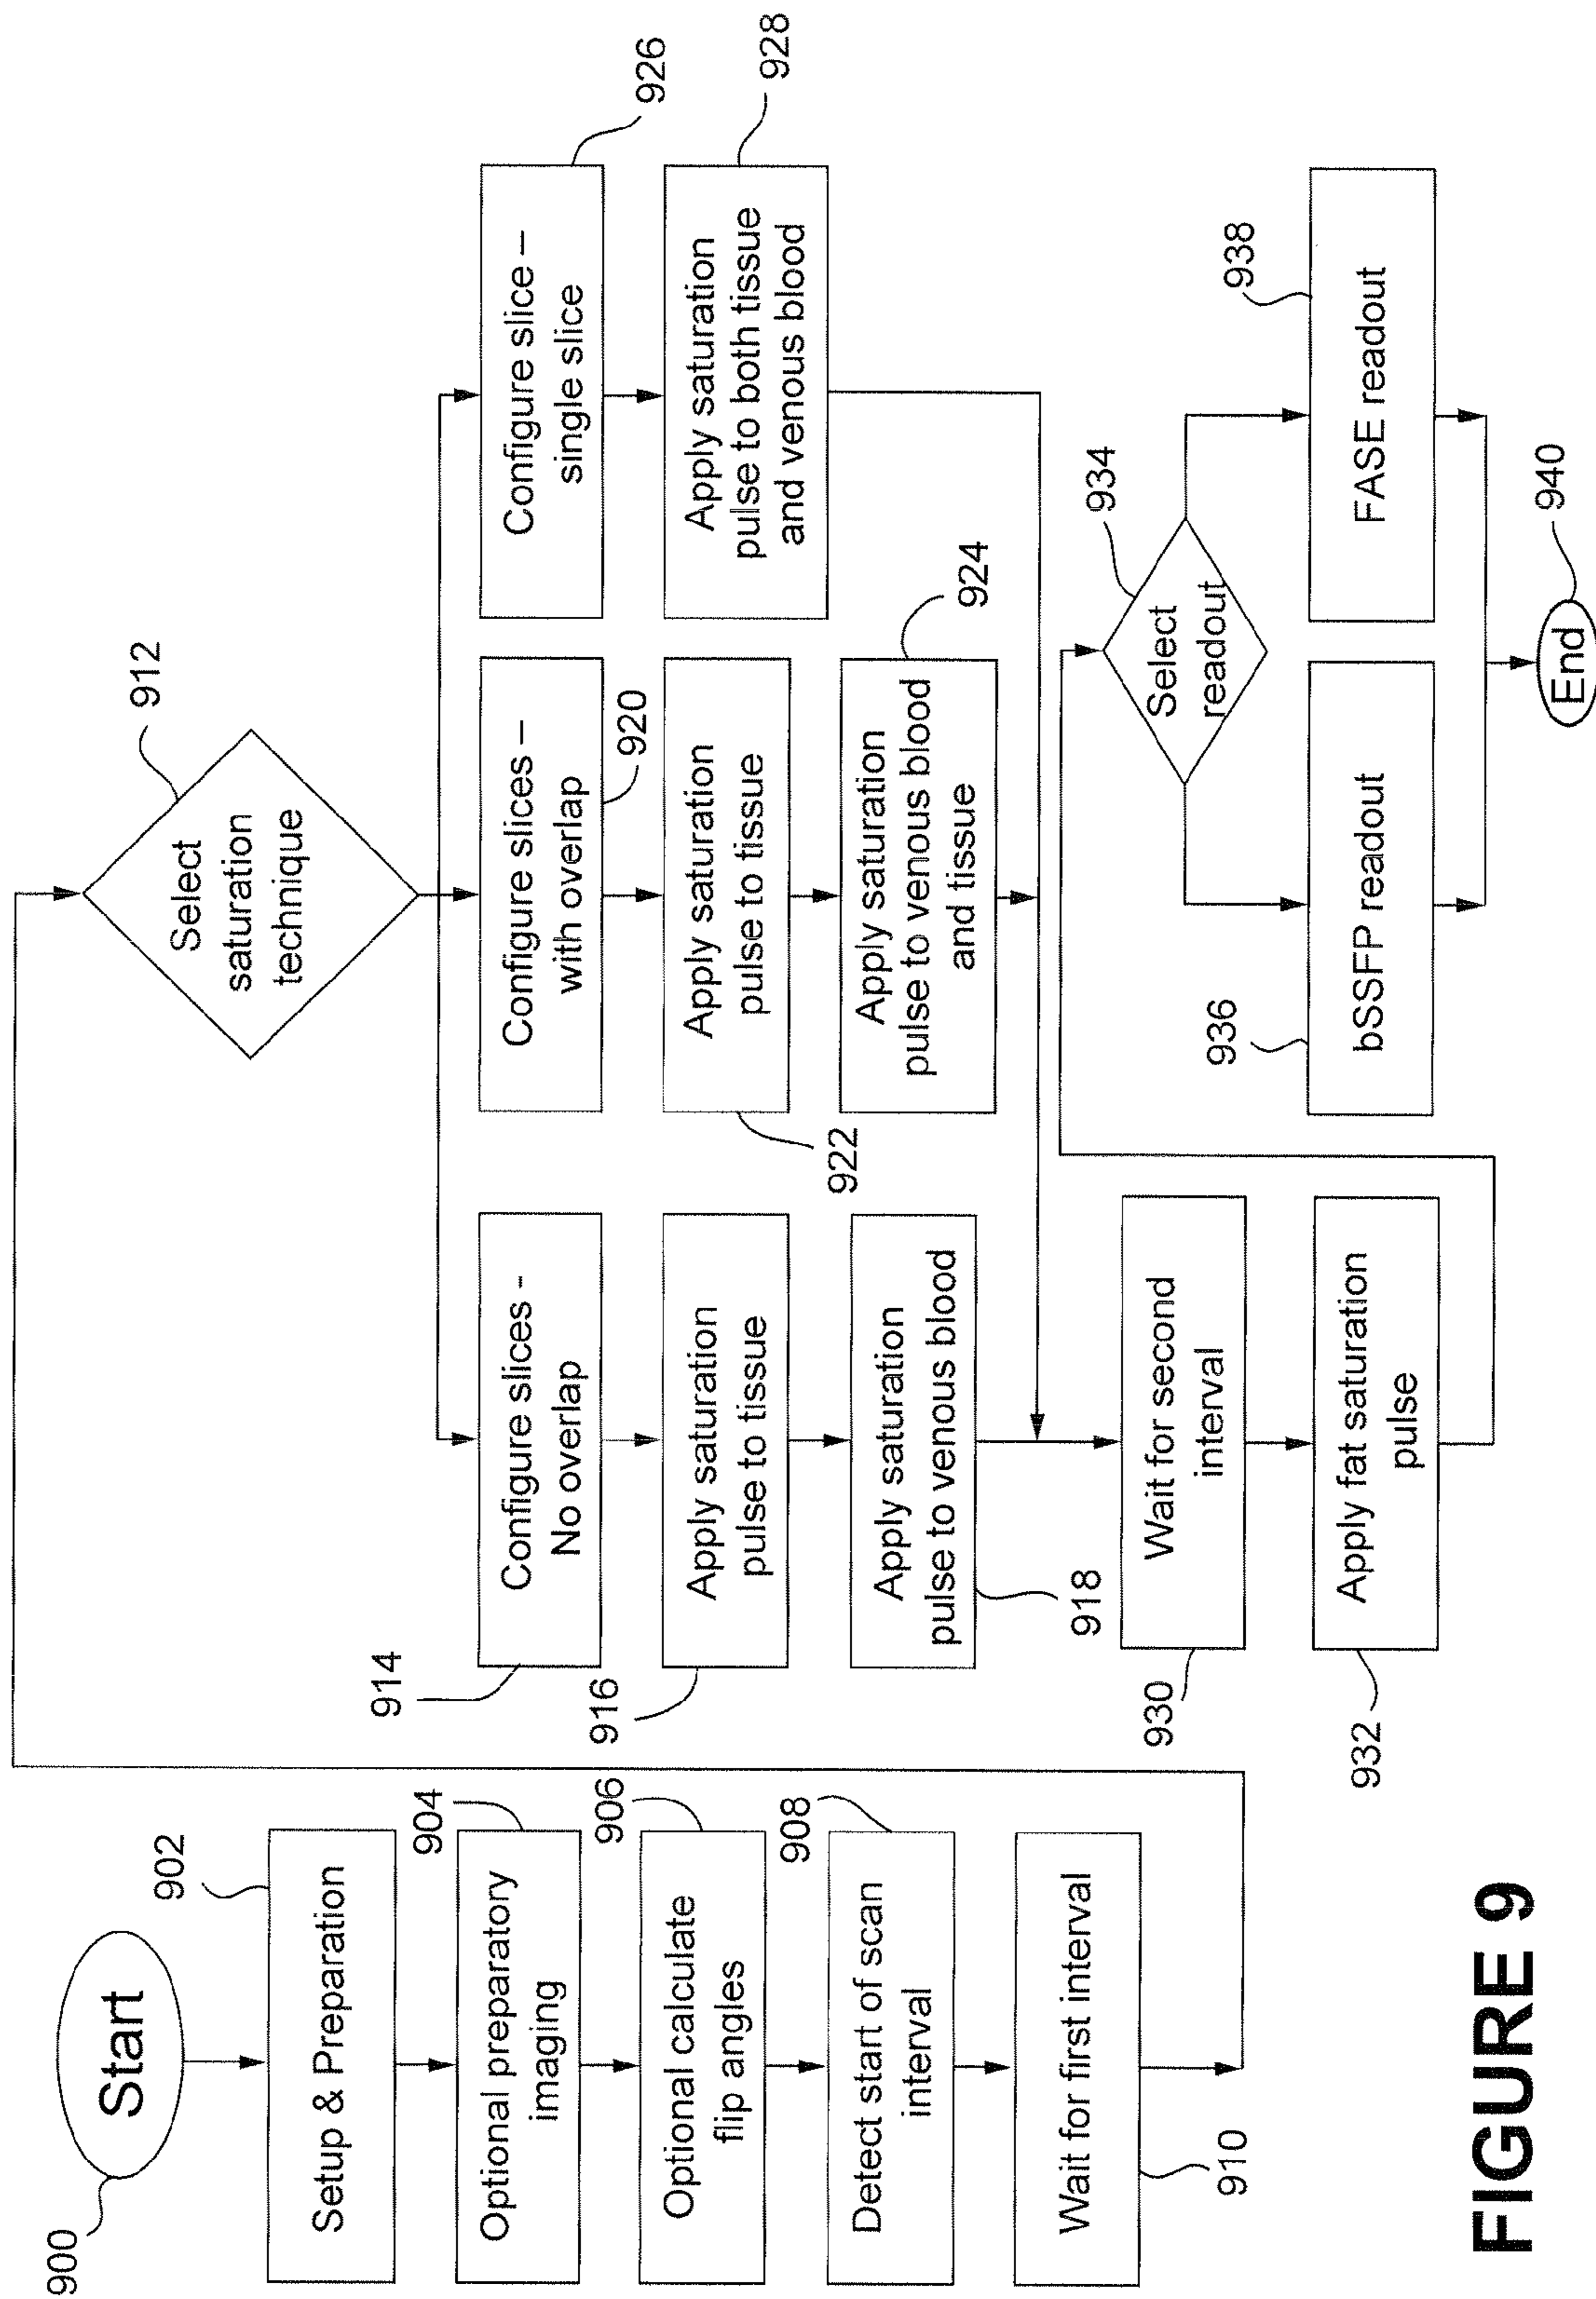 900
Start
902
Setup & Preparation
904
Optional preparatory
imaging
906
Optional calculate
flip angles
908
Detect start of scan
interval
Wait for first interval
910
912
Select
saturation
technique
914
Configure slices -
No overlap
916
Apply saturation
pulse to tissue
Apply saturation
pulse to venous blood
918
Configure slices –
with overlap
920
Apply saturation
pulse to tissue
922
Apply saturation
pulse to venous blood
and tissue
924
926
Configure slice –
single slice
928
Apply saturation
pulse to both tissue
and venous blood
Wait for second
interval
930
Apply fat saturation
pulse
932
934
Select
readout
936
bSSFP readout
938
FASE readout
940
End
FIGURE 9